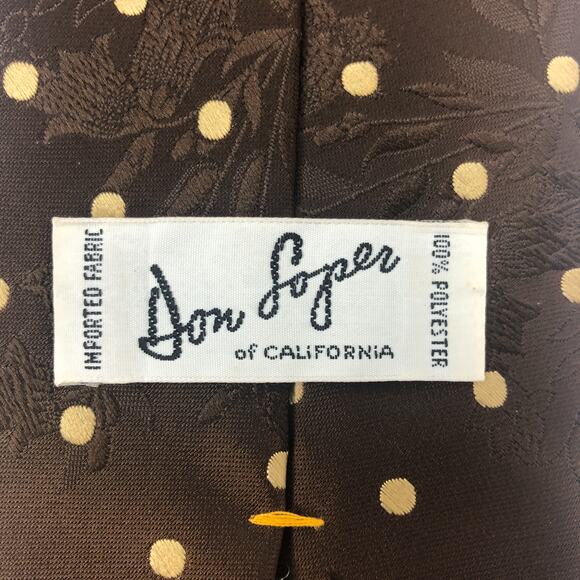 IMPORTED FABRIC
Don Loper
of CALIFORNIA
100% POLYESTER